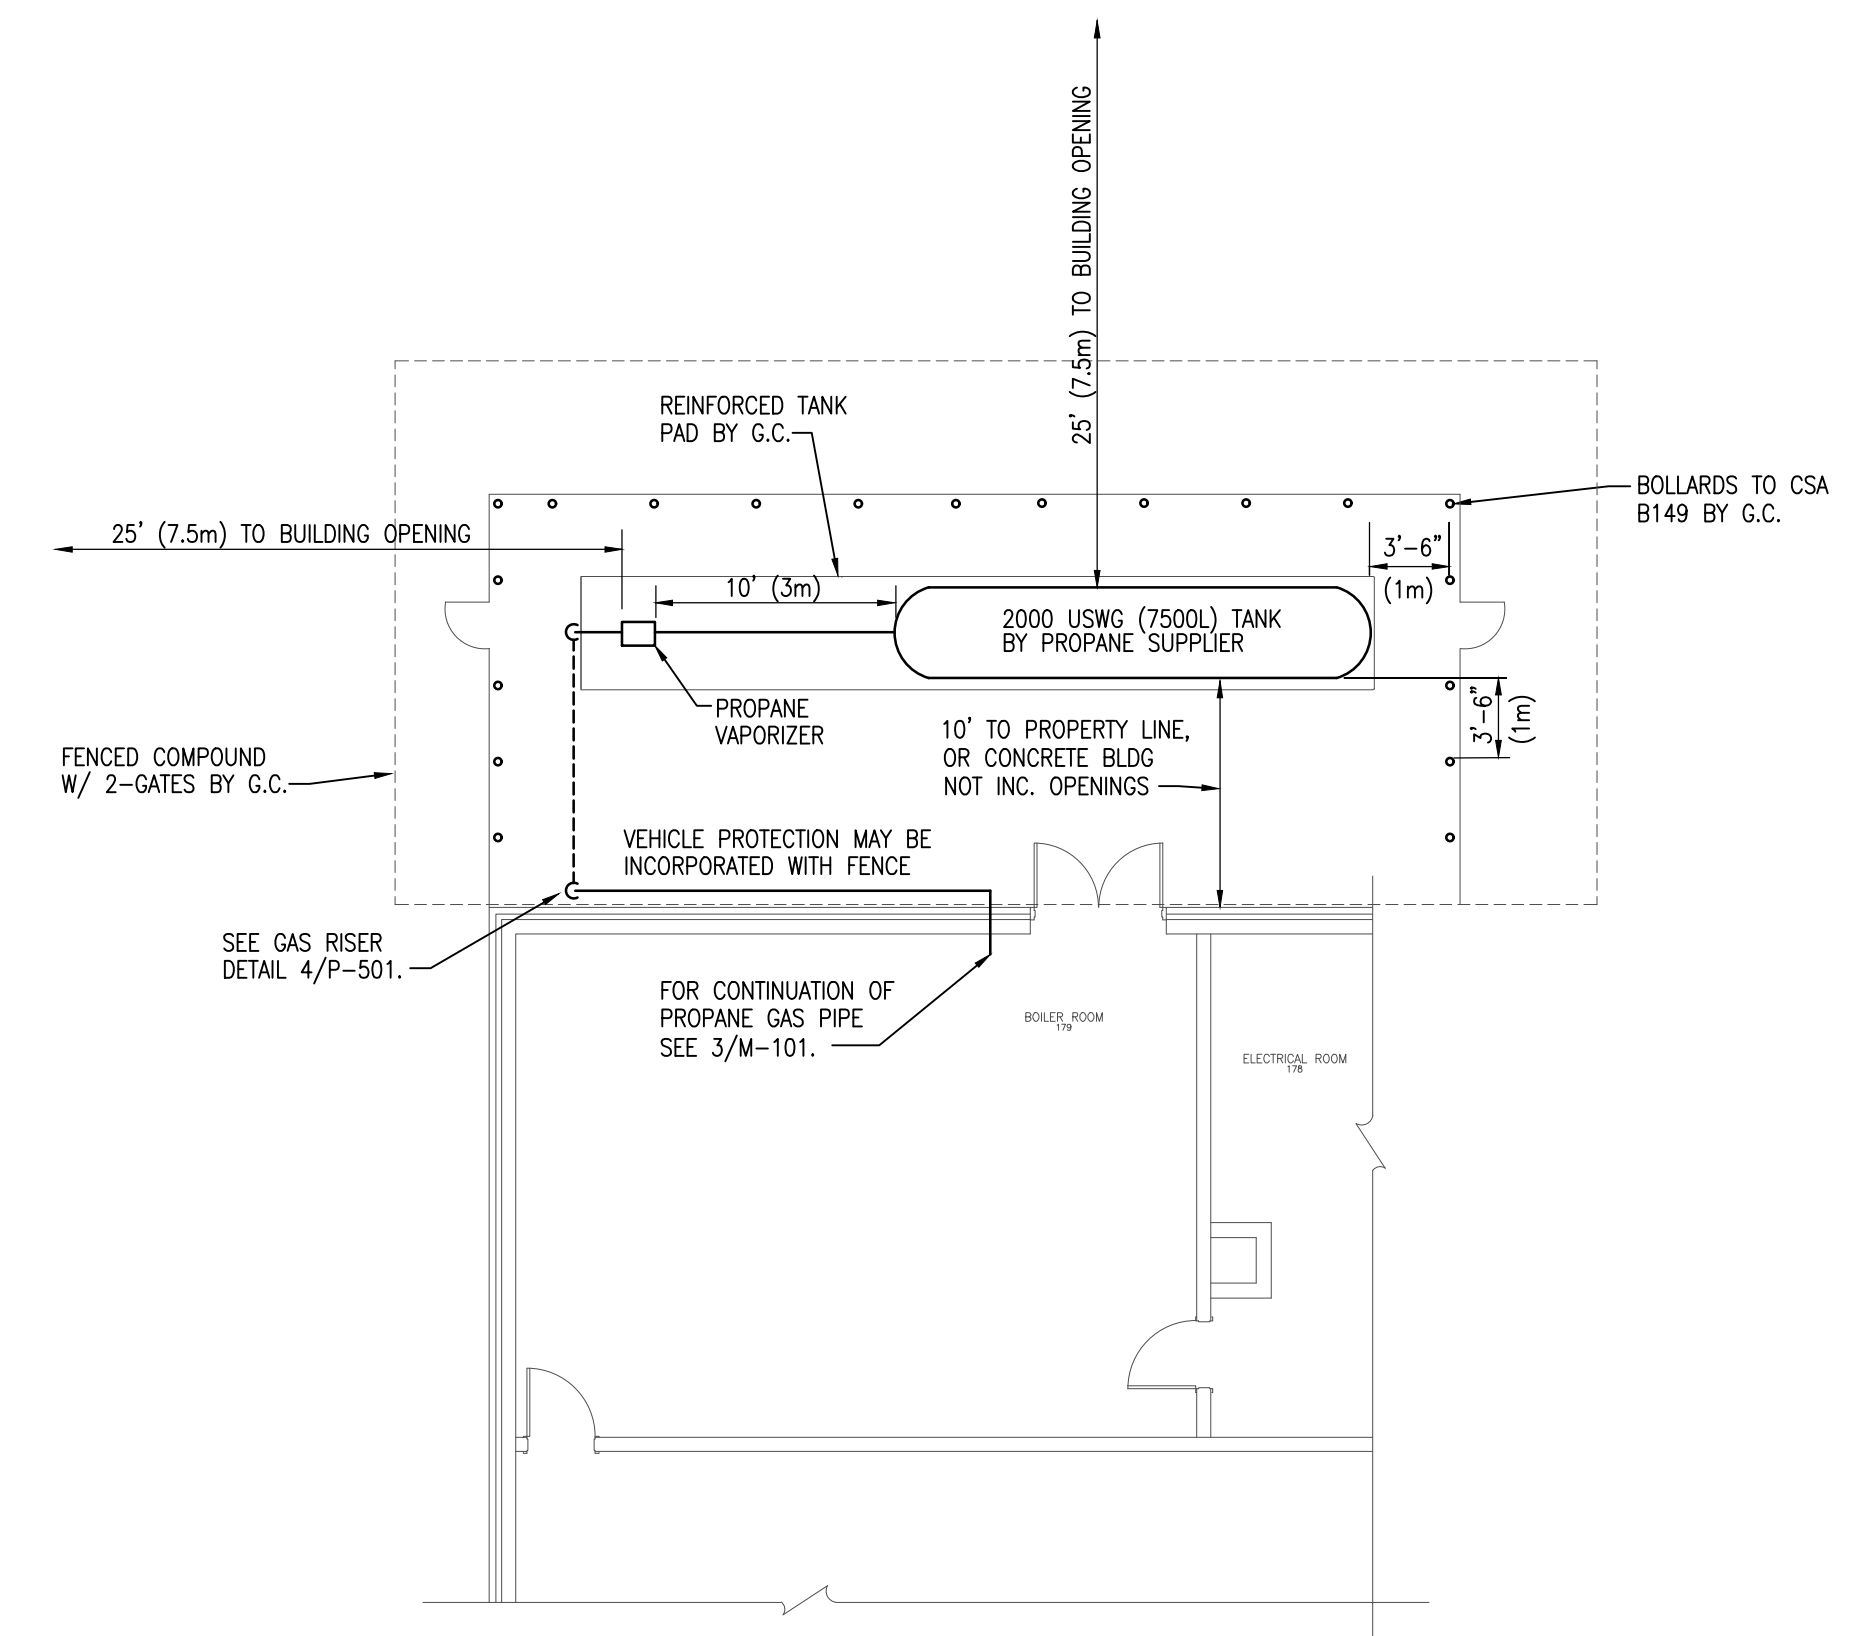 25' (7.5m) TO BUILDING OPENING
REINFORCED TANK
PAD BY G.C.
BOLLARDS TO CSA
B149 BY G.C.
25' (7.5m) TO BUILDING OPENING
3'-6"
(1m)
10' (3m)
2000 USWG (7500L) TANK
BY PROPANE SUPPLIER
PROPANE
VAPORIZER
3'-6"
(1m)
10' TO PROPERTY LINE,
OR CONCRETE BLDG
NOT INC. OPENINGS
FENCED COMPOUND
W/ 2-GATES BY G.C.
VEHICLE PROTECTION MAY BE
INCORPORATED WITH FENCE
SEE GAS RISER
DETAIL 4/P-501.
FOR CONTINUATION OF
PROPANE GAS PIPE
SEE 3/M-101.
BOILER ROOM
179
ELECTRICAL ROOM
178